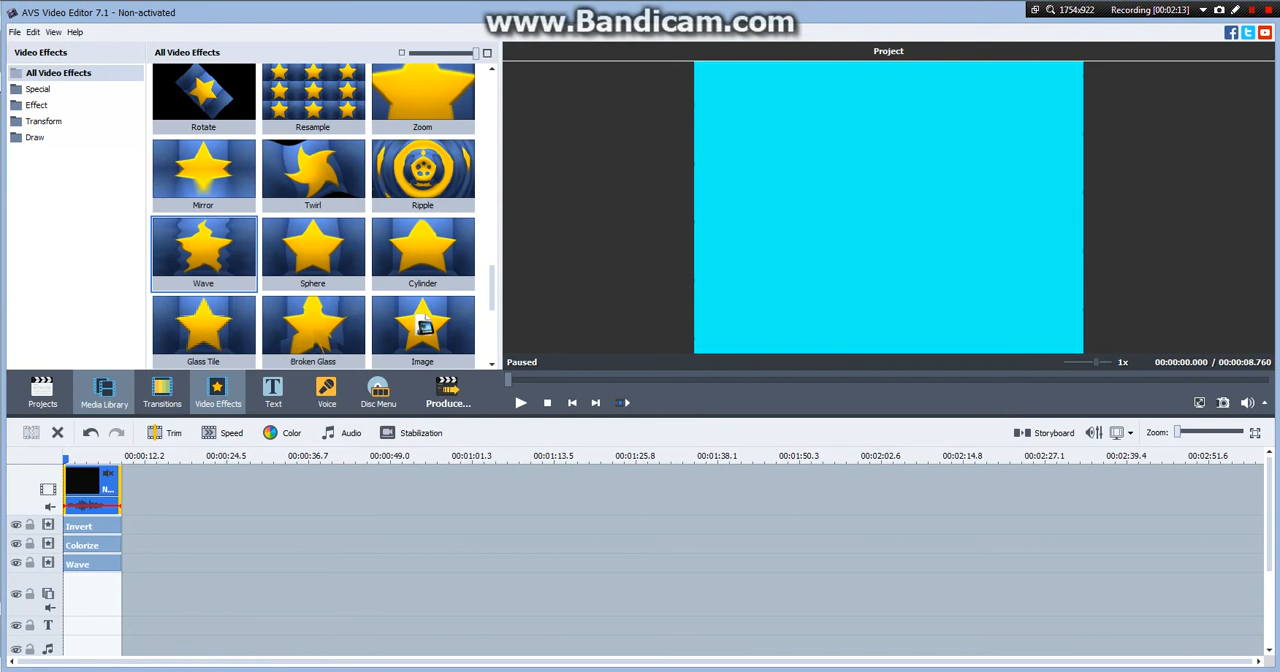 AVS Video Editor 7.1 - Non-activated
www.Bandicam.com
1754x922
Recording [00:02:13]
File Edit View Help
Video Effects
All Video Effects
Project
All Video Effects
Special
Effect
Transform
Draw
Rotate
Resample
Zoom
Mirror
Twirl
Ripple
Wave
Sphere
Cylinder
Glass Tile
Broken Glass
Image
Paused
1x
00:00:00.000 / 00:00:08.760
Projects
Media Library
Transitions
Video Effects
Text
Voice
Disc Menu
Produce...
Trim
Speed
Color
Audio
Stabilization
Storyboard
Zoom:
00:00:12.2 00:00:24.5 00:00:36.7 00:00:49.0 00:01:01.3 00:01:13.5 00:01:25.8 00:01:38.1 00:01:50.3 00:02:02.6 00:02:14.8 00:02:27.1 00:02:39.4 00:02:51.6
N...
Invert
Colorize
Wave